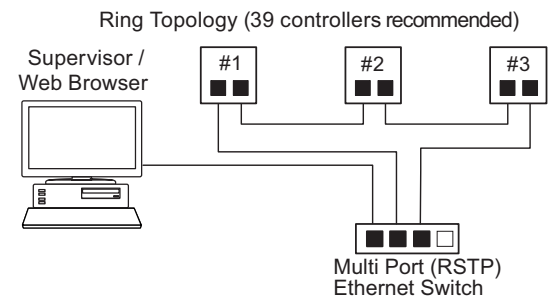 Ring Topology (39 controllers recommended)
Supervisor /
Web Browser
#1
#2
#3
Multi Port (RSTP)
Ethernet Switch